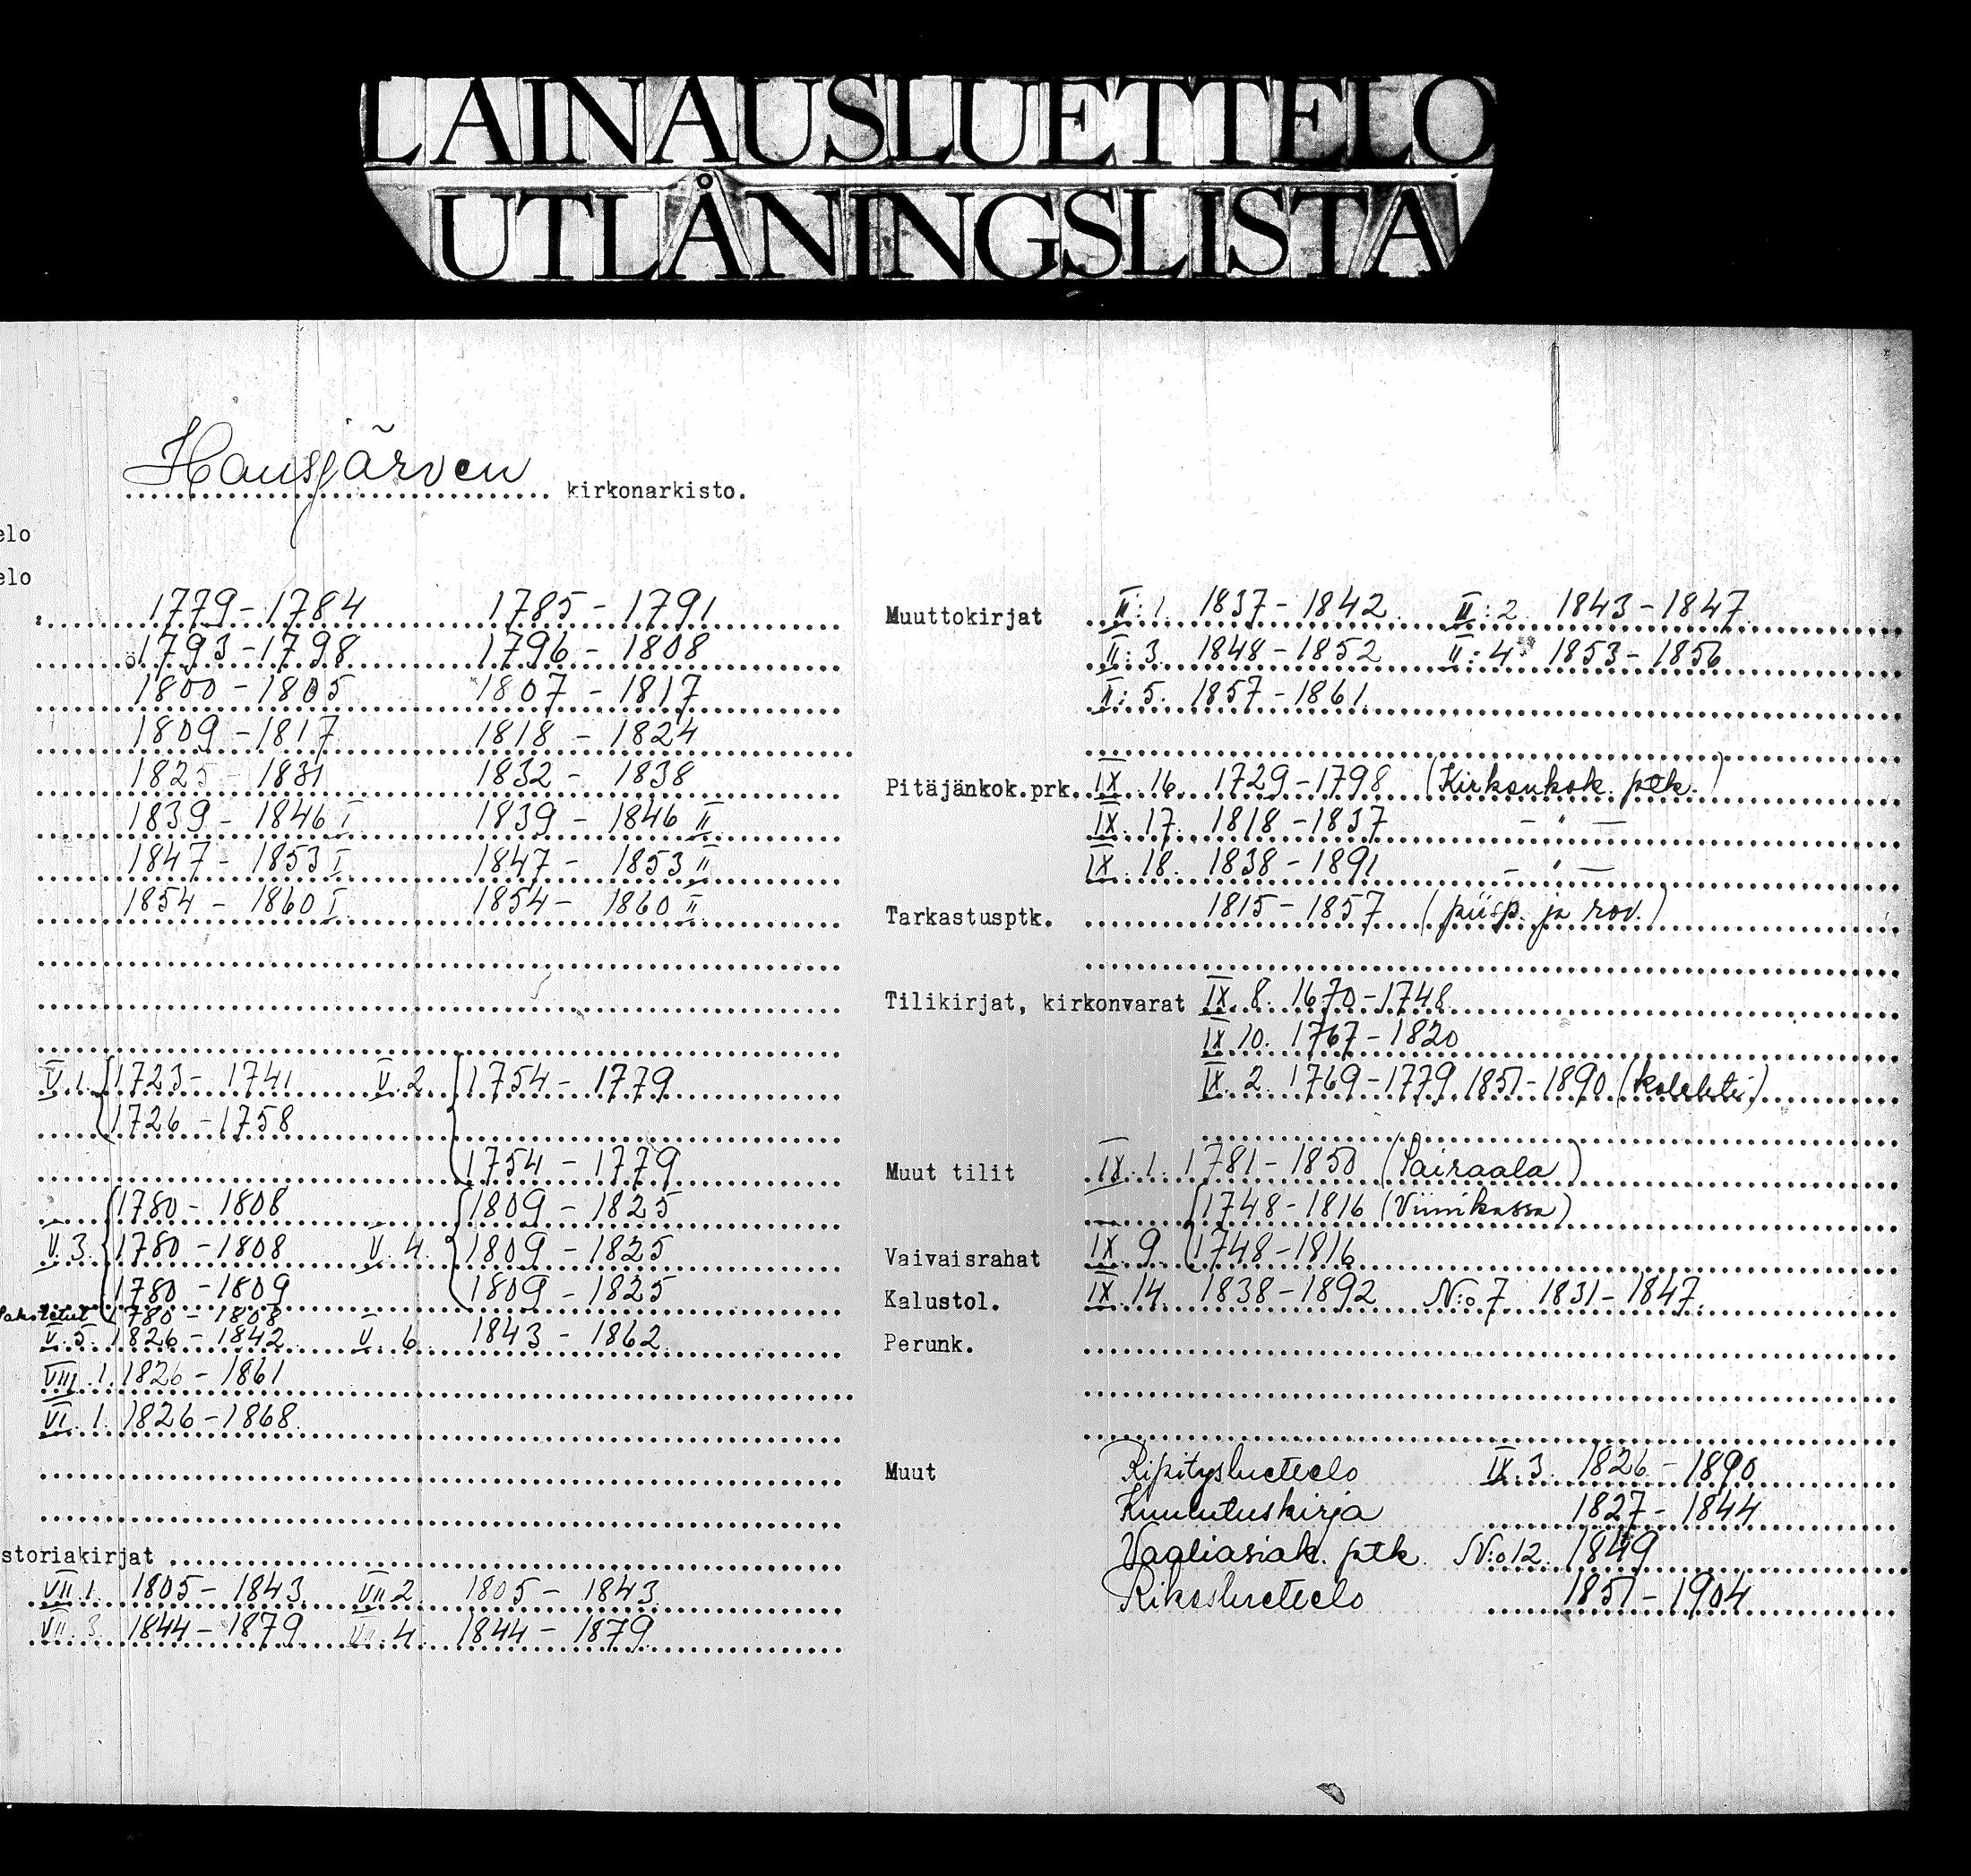 LAINAUSLUETTELO
UTLÅNINGSLISTA
Hausjärven kirkonarkisto.
elo
elo
: 1779-1784 1785-1791
ö 1793-1798 1796-1808
1800-1805 1807-1817
1809-1817 1818-1824
1825-1831 1832-1838
1839-1846 I 1839-1846 II
1847-1853 I 1847-1853 II
1854-1860 I 1854-1860 II
V.1. 1723-1741 V.2 1754-1779
1726-1758
1754-1779
1780-1808 1809-1825
V.3. 1780-1808 V.4. 1809-1825
1780-1809 1809-1825
1780-1808
V.5. 1826-1842 V.6 1843-1862
VIII.1. 1826-1861
VI.1. 1826-1868.
storiakirjat
VII.1. 1805-1843 VII 2. 1805-1843
VII.3. 1844-1879 VII.4. 1844-1879
Muuttokirjat II:1. 1837-1842 II:2. 1843-1847
II:3. 1848-1852 II:4. 1853-1856
II:5. 1857-1861
Pitäjänkok.prk. IX.16. 1729-1798 (Kirkonkok. ptk.)
IX.17. 1818-1837 - " -
IX.18. 1838-1891 - " -
Tarkastusptk. 1815-1857 (piisp. ja rov.)
Tilikirjat, kirkonvarat IX.8. 1670-1748
IX 10. 1767-1820
IX.2. 1769-1779 1851-1890 (kolehti)
Muut tilit IX.1. 1781-1850 (Sairaala)
1748-1816 (Viinikassa)
Vaivaisrahat IX.9 1748-1816
Kalustol. IX.14. 1838-1892 N:o 7 1831-1847.
Perunk.
Muut Ripitysluettelo IX.3. 1826-1890
Kuulutuskirja 1827-1844
Vaaliasiak. ptk. N:o 12. 1849
Rikosluettelo 1851-1904